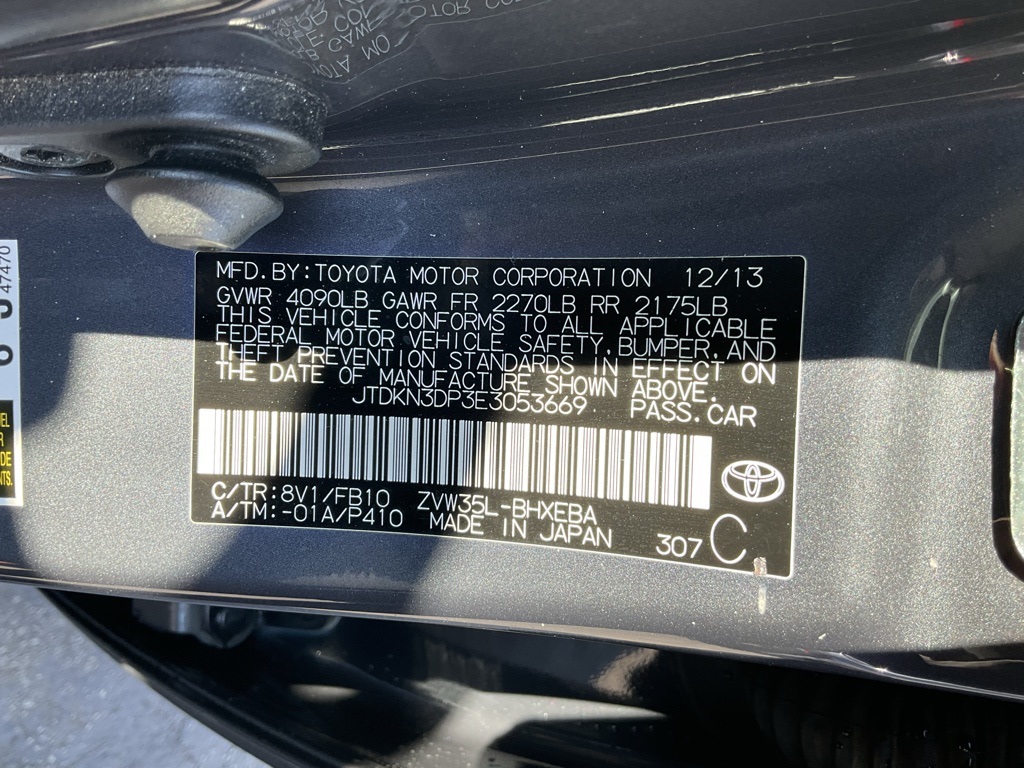 MFD. BY: TOYOTA MOTOR CORPORATION 12/13
GVWR 4090LB GAWR FR 2270LB RR 2175LB
THIS VEHICLE CONFORMS TO ALL APPLICABLE
FEDERAL MOTOR VEHICLE SAFETY, BUMPER, AND
THEFT PREVENTION STANDARDS IN EFFECT ON
THE DATE OF MANUFACTURE SHOWN ABOVE.
JTDKN3DP3E3053669 PASS. CAR
C/TR: 8V1/FB10 ZVW35L-BHXEBA
A/TM: -01A/P410 MADE IN JAPAN
307 C
47470